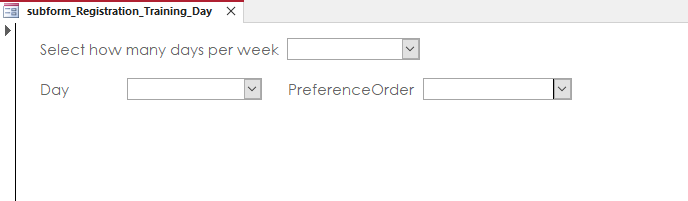 subform_Registration_Training_Day
Select how many days per week
Day PreferenceOrder